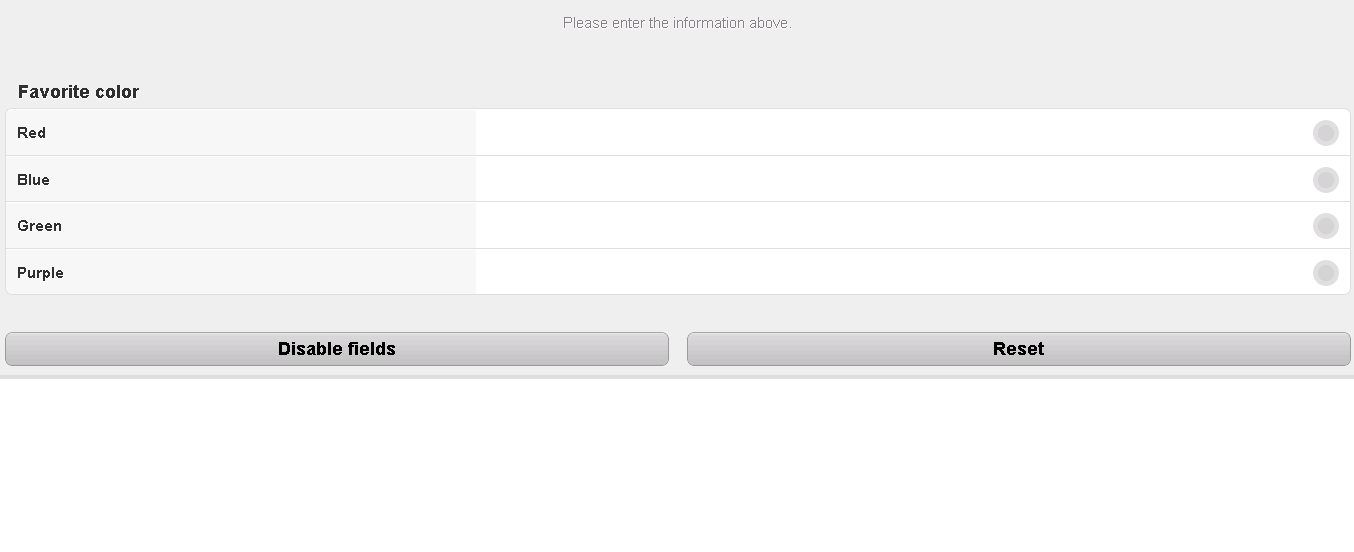 Please enter the information above.
Favorite color
Red
Blue
Green
Purple
Disable fields
Reset